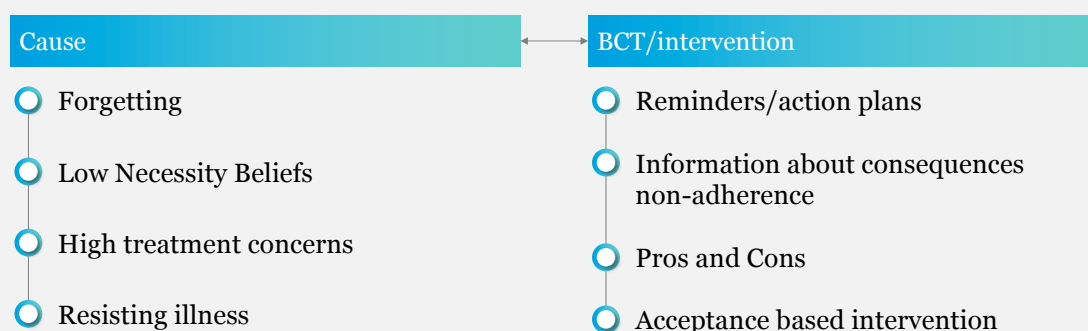 Cause
Forgetting
Low Necessity Beliefs
High treatment concerns
Resisting illness
BCT/intervention
Reminders/action plans
Information about consequences
non-adherence
Pros and Cons
Acceptance based intervention